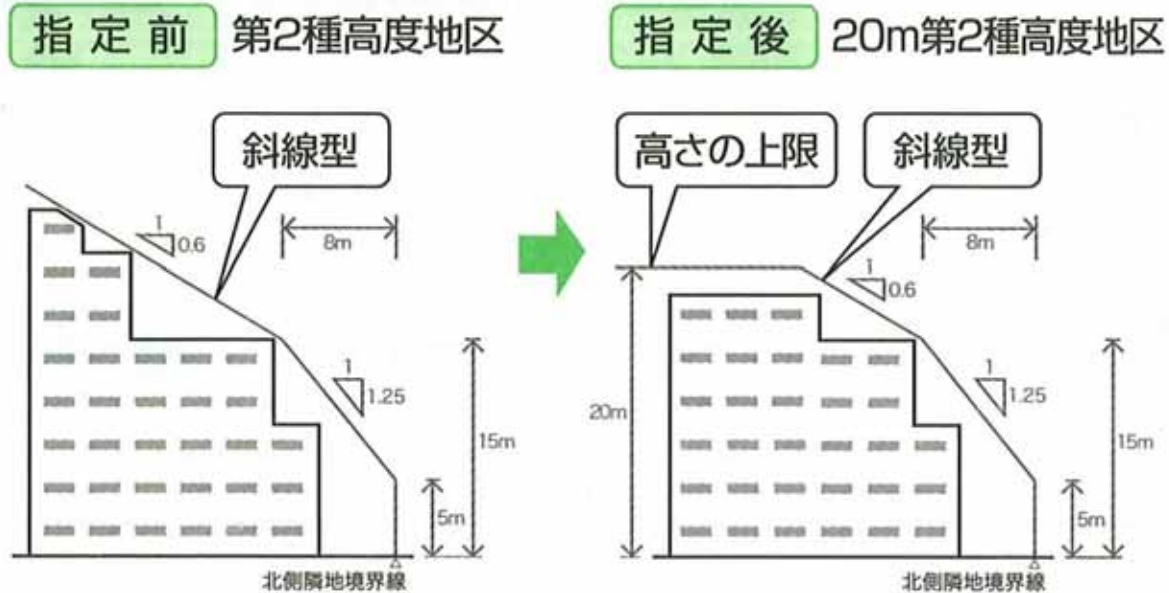 指定前 第2種高度地区
斜線型
1
0.6
8m
1
1.25
15m
5m
北側隣地境界線
指定後 20m第2種高度地区
高さの上限
斜線型
8m
1
0.6
1
1.25
20m
15m
5m
北側隣地境界線